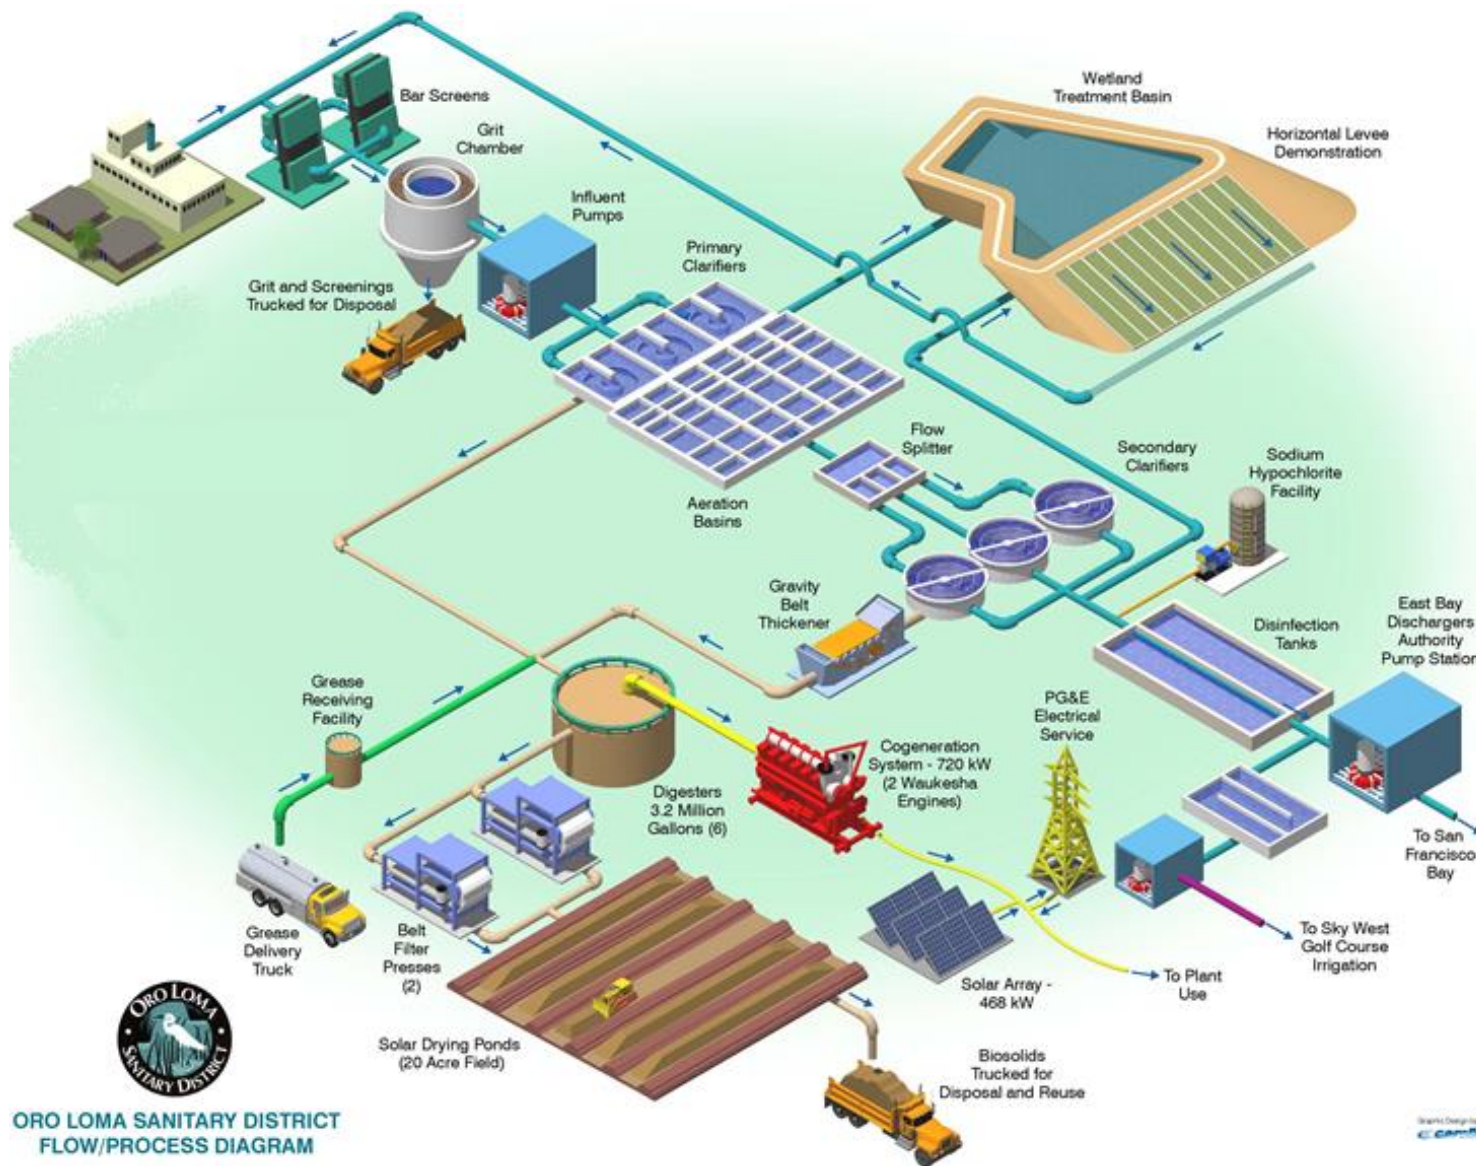 Bar Screens
Grit
Chamber
Influent
Pumps
Grit and Screenings
Trucked for Disposal
Primary
Clarifiers
Wetland
Treatment Basin
Horizontal Levee
Demonstration
Aeration
Basins
Flow
Splitter
Secondary
Clarifiers
Sodium
Hypochlorite
Facility
Gravity
Belt
Thickener
Disinfection
Tanks
East Bay
Dischargers
Authority
Pump Station
Grease
Receiving
Facility
PG&E
Electrical
Service
Cogeneration
System - 720 kW
(2 Waukesha
Engines)
Digesters
3.2 Million
Gallons (6)
To San
Francisco
Bay
Grease
Delivery
Truck
Belt
Filter
Presses
(2)
Solar Array -
468 kW
To Plant
Use
To Sky West
Golf Course
Irrigation
Solar Drying Ponds
(20 Acre Field)
Biosolids
Trucked for
Disposal and Reuse
ORO LOMA
SANITARY DISTRICT
ORO LOMA SANITARY DISTRICT
FLOW/PROCESS DIAGRAM
Graphic Design by